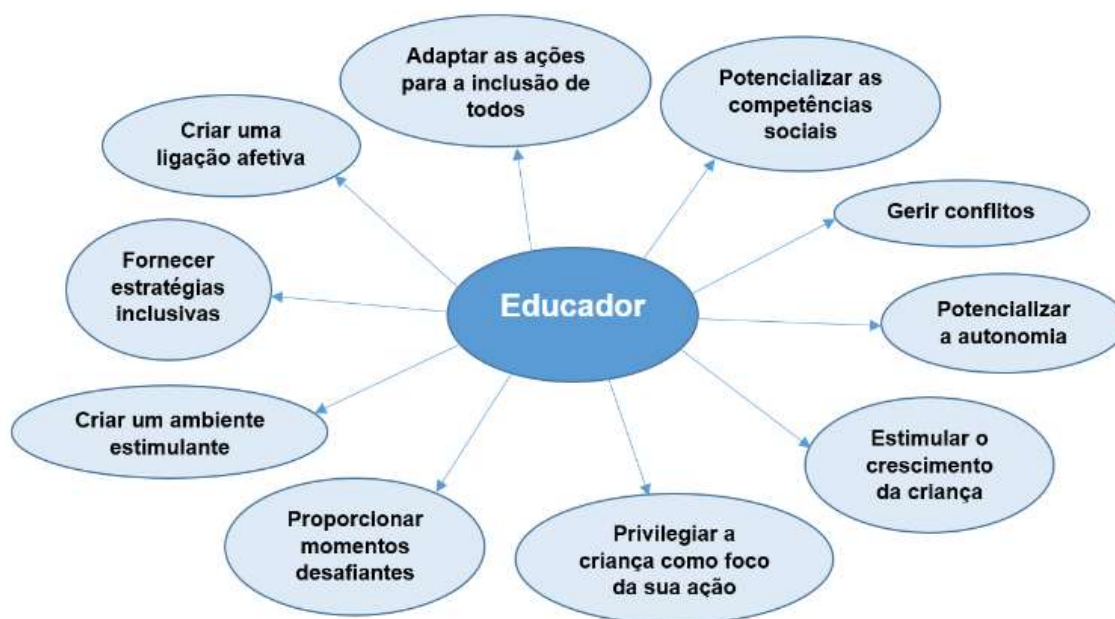 Adaptar as ações
para a inclusão de
todos
Potencializar as
competências
sociais
Criar uma
ligação afetiva
Gerir conflitos
Fornecer
estratégias
inclusivas
Educador
Potencializar
a autonomia
Criar um ambiente
estimulante
Estimular o
crescimento
da criança
Proporcionar
momentos
desafiantes
Privilegiar a
criança como foco
da sua ação